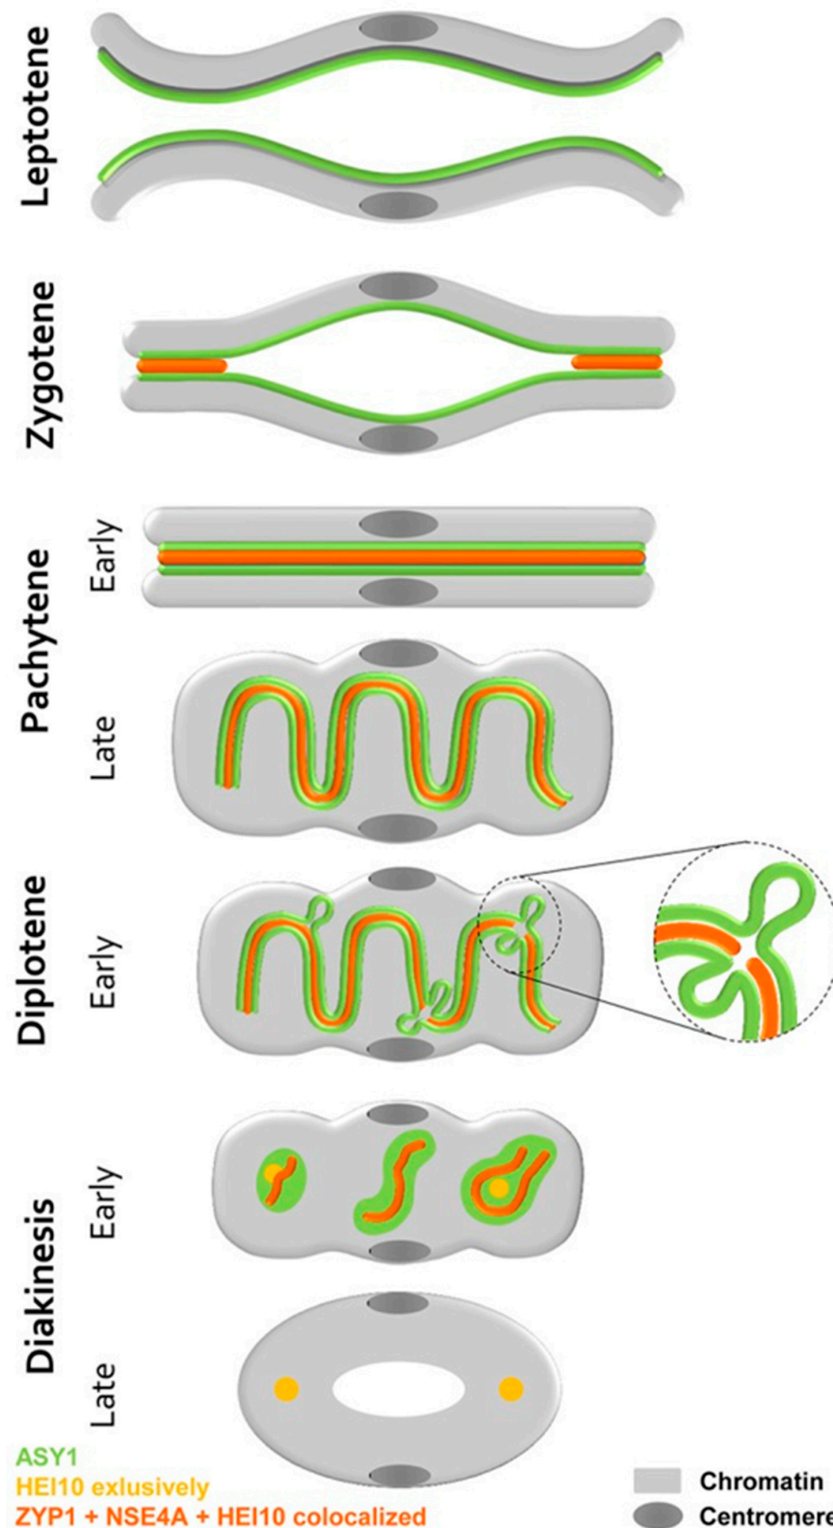 Leptotene
Zygotene
Pachytene
Early
Late
Diplotene
Early
Diakinesis
Early
Late
ASY1
HEI10 exlusively
ZYP1 + NSE4A + HEI10 colocalized
Chromatin
Centromere